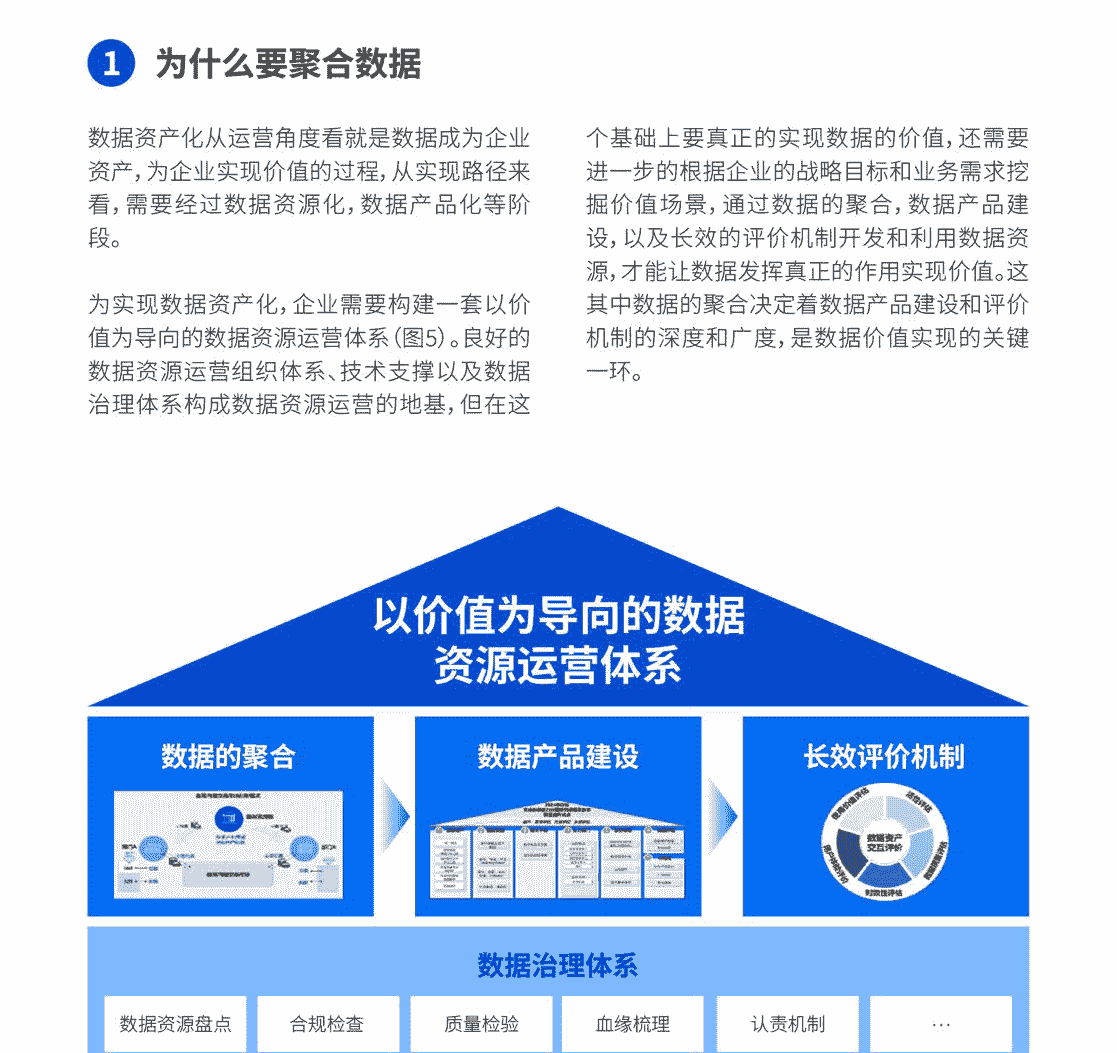 1 为什么要聚合数据
数据资产化从运营角度看就是数据成为企业
资产，为企业实现价值的过程，从实现路径来
看，需要经过数据资源化，数据产品化等阶
段。
为实现数据资产化，企业需要构建一套以价
值为导向的数据资源运营体系（图5）。良好的
数据资源运营组织体系、技术支撑以及数据
治理体系构成数据资源运营的地基，但在这
个基础上要真正的实现数据的价值，还需要
进一步的根据企业的战略目标和业务需求挖
掘价值场景，通过数据的聚合，数据产品建
设，以及长效的评价机制开发和利用数据资
源，才能让数据发挥真正的作用实现价值。这
其中数据的聚合决定着数据产品建设和评价
机制的深度和广度，是数据价值实现的关键
一环。
以价值为导向的数据
资源运营体系
数据的聚合
数据产品建设
长效评价机制
活性评估
数据资产
交互评价
时效性评估
数据治理体系
数据资源盘点
合规检查
质量检验
血缘梳理
认责机制
…